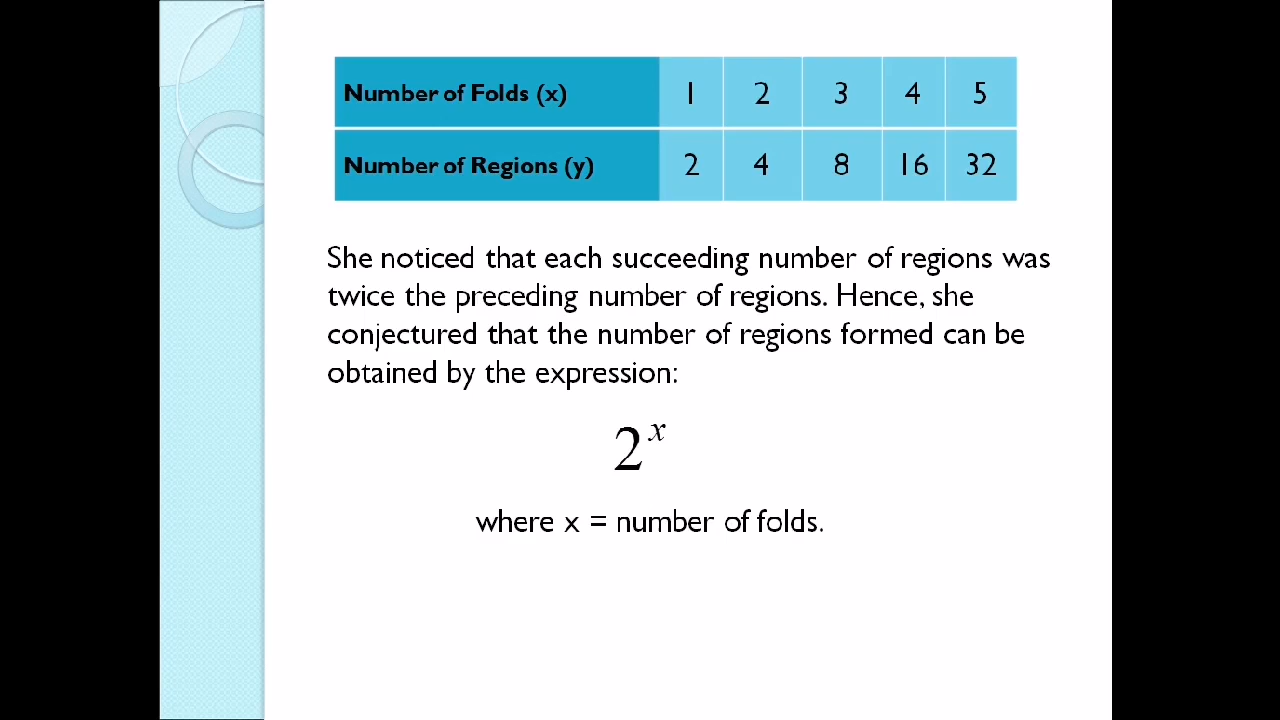 Number of Folds (x) 1 2 3 4 5
Number of Regions (y) 2 4 8 16 32
She noticed that each succeeding number of regions was
twice the preceding number of regions. Hence, she
conjectured that the number of regions formed can be
obtained by the expression:
2^x
where x = number of folds.